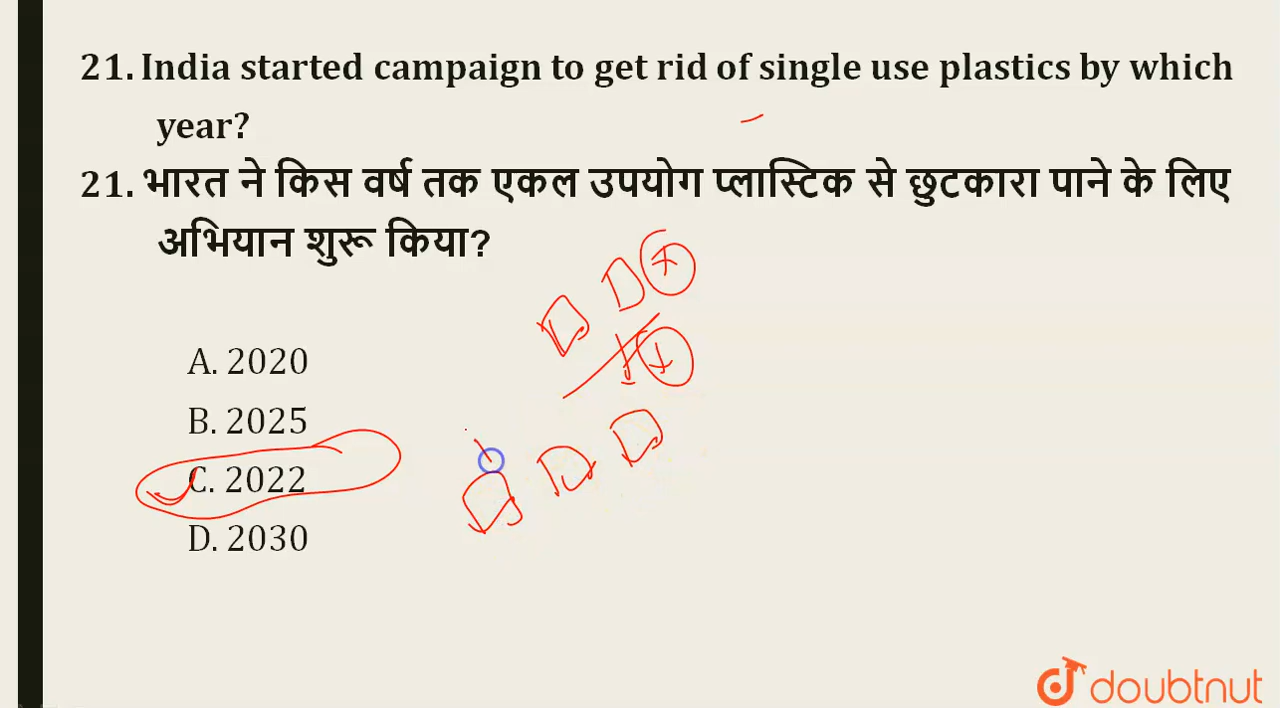 21. India started campaign to get rid of single use plastics by which
year?
21. भारत ने किस वर्ष तक एकल उपयोग प्लास्टिक से छुटकारा पाने के लिए
अभियान शुरू किया?
A. 2020
B. 2025
C. 2022
D. 2030
doubtnut